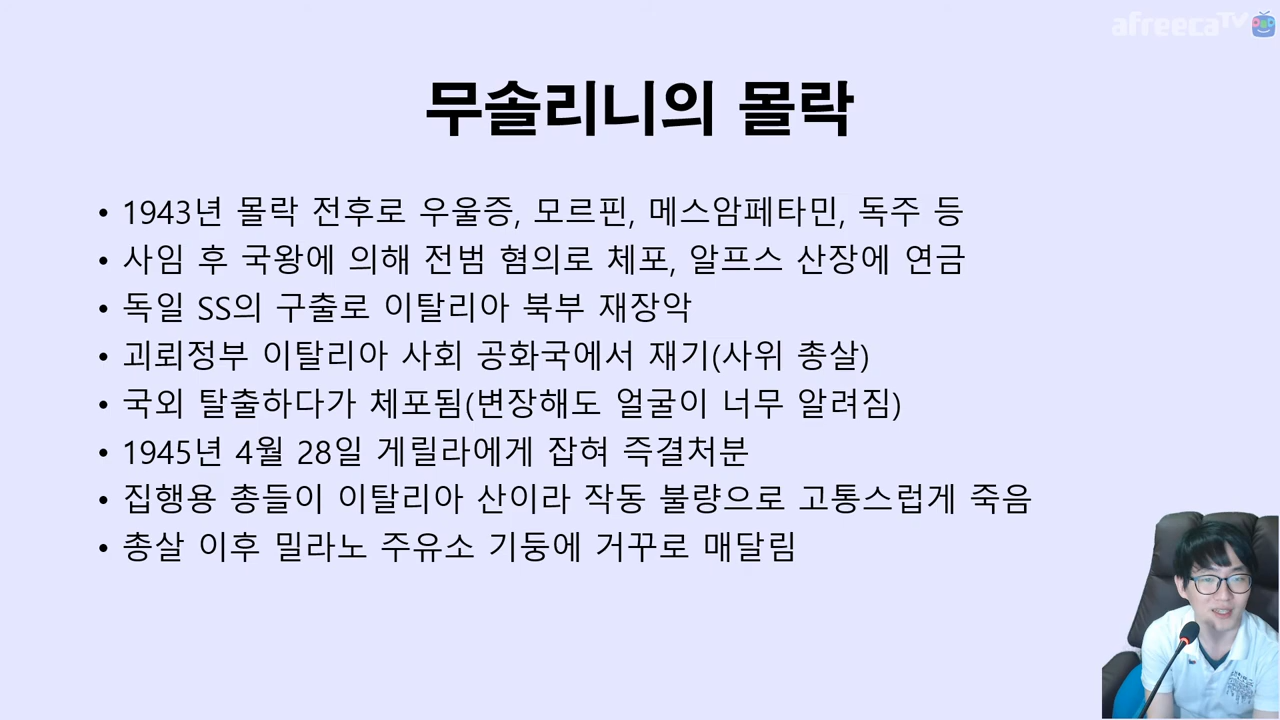 afreecaTV
무솔리니의 몰락
• 1943년 몰락 전후로 우울증, 모르핀, 메스암페타민, 독주 등
• 사임 후 국왕에 의해 전범 혐의로 체포, 알프스 산장에 연금
• 독일 SS의 구출로 이탈리아 북부 재장악
• 괴뢰정부 이탈리아 사회 공화국에서 재기(사위 총살)
• 국외 탈출하다가 체포됨(변장해도 얼굴이 너무 알려짐)
• 1945년 4월 28일 게릴라에게 잡혀 즉결처분
• 집행용 총들이 이탈리아 산이라 작동 불량으로 고통스럽게 죽음
• 총살 이후 밀라노 주유소 기둥에 거꾸로 매달림